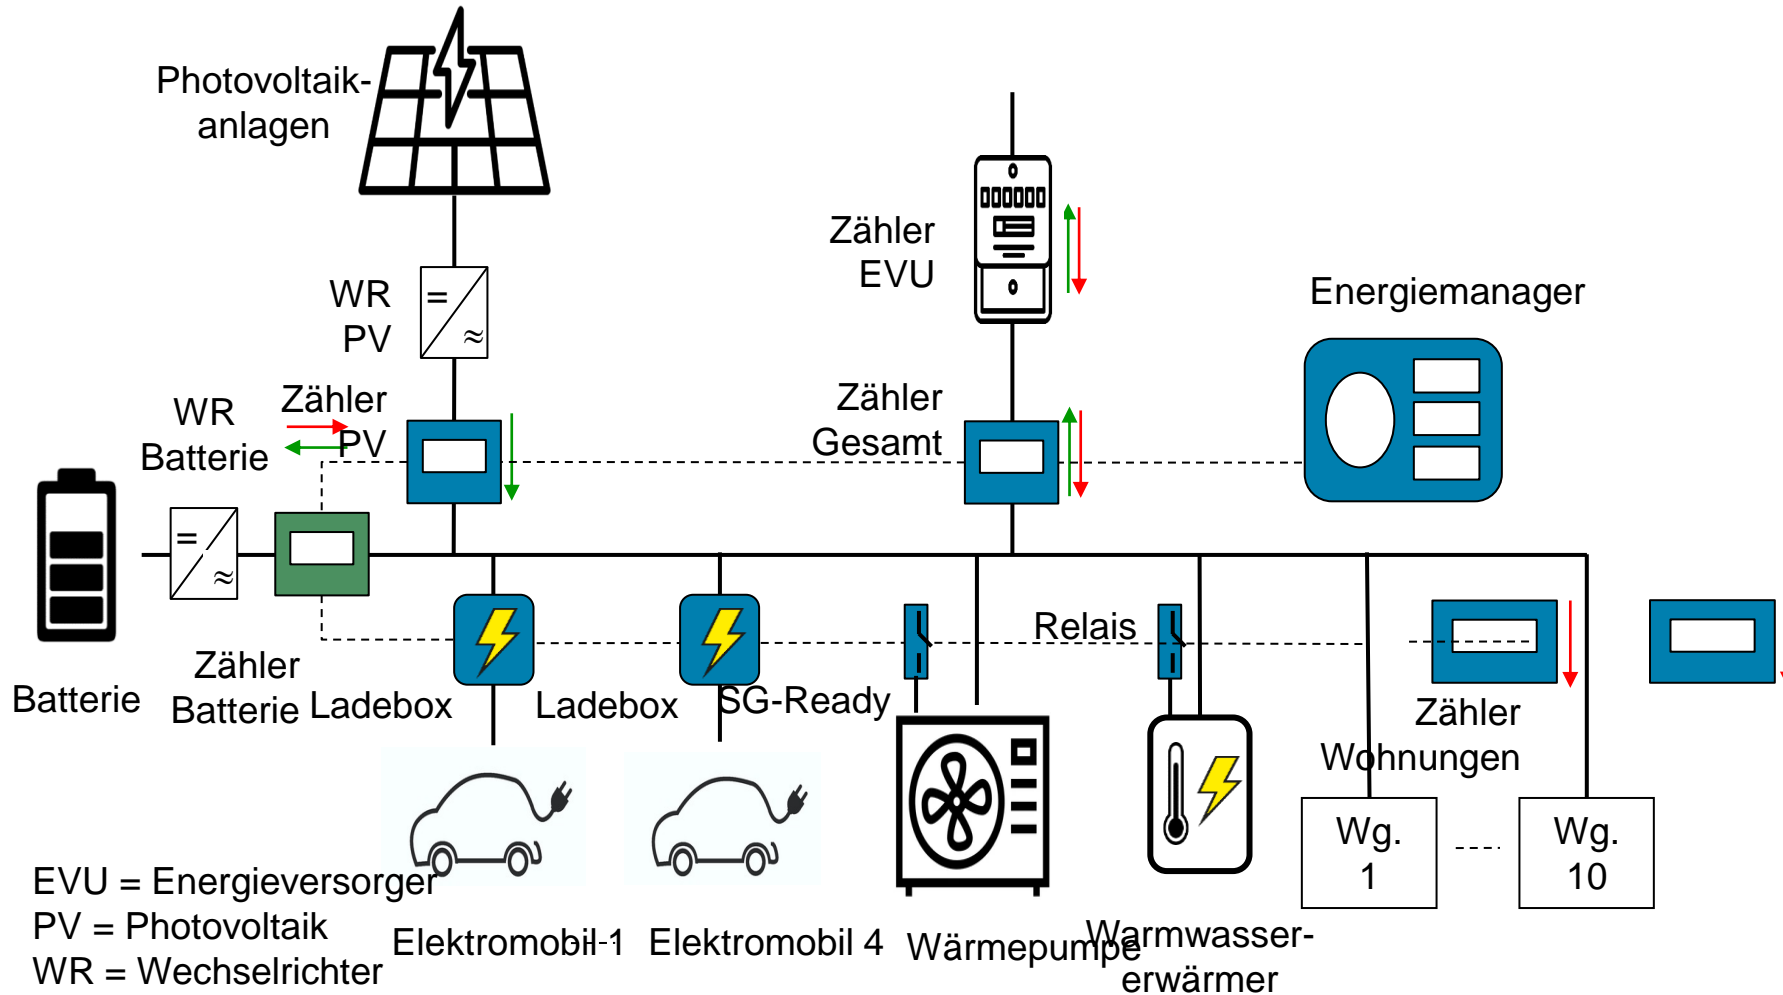 Photovoltaik-
anlagen
Zähler
EVU
WR
PV
Energiemanager
Zähler
PV
WR
Batterie
Zähler
Gesamt
=
≈
=
≈
Relais
Batterie
Zähler
Batterie
Ladebox
Ladebox
SG-Ready
Zähler
Wohnungen
Wg.
1
Wg.
10
EVU = Energieversorger
PV = Photovoltaik
WR = Wechselrichter
Elektromobil 1
Elektromobil 4
Wärmepumpe
Warmwasser-
erwärmer